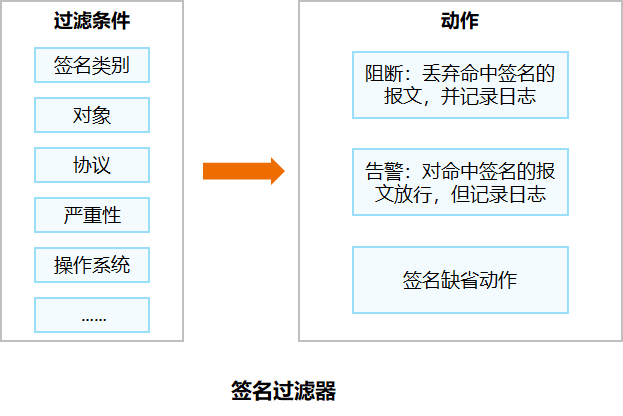 过滤条件
签名类别
对象
协议
严重性
操作系统
......
动作
阻断：丢弃命中签名的
报文，并记录日志
告警：对命中签名的报
文放行，但记录日志
签名缺省动作
签名过滤器